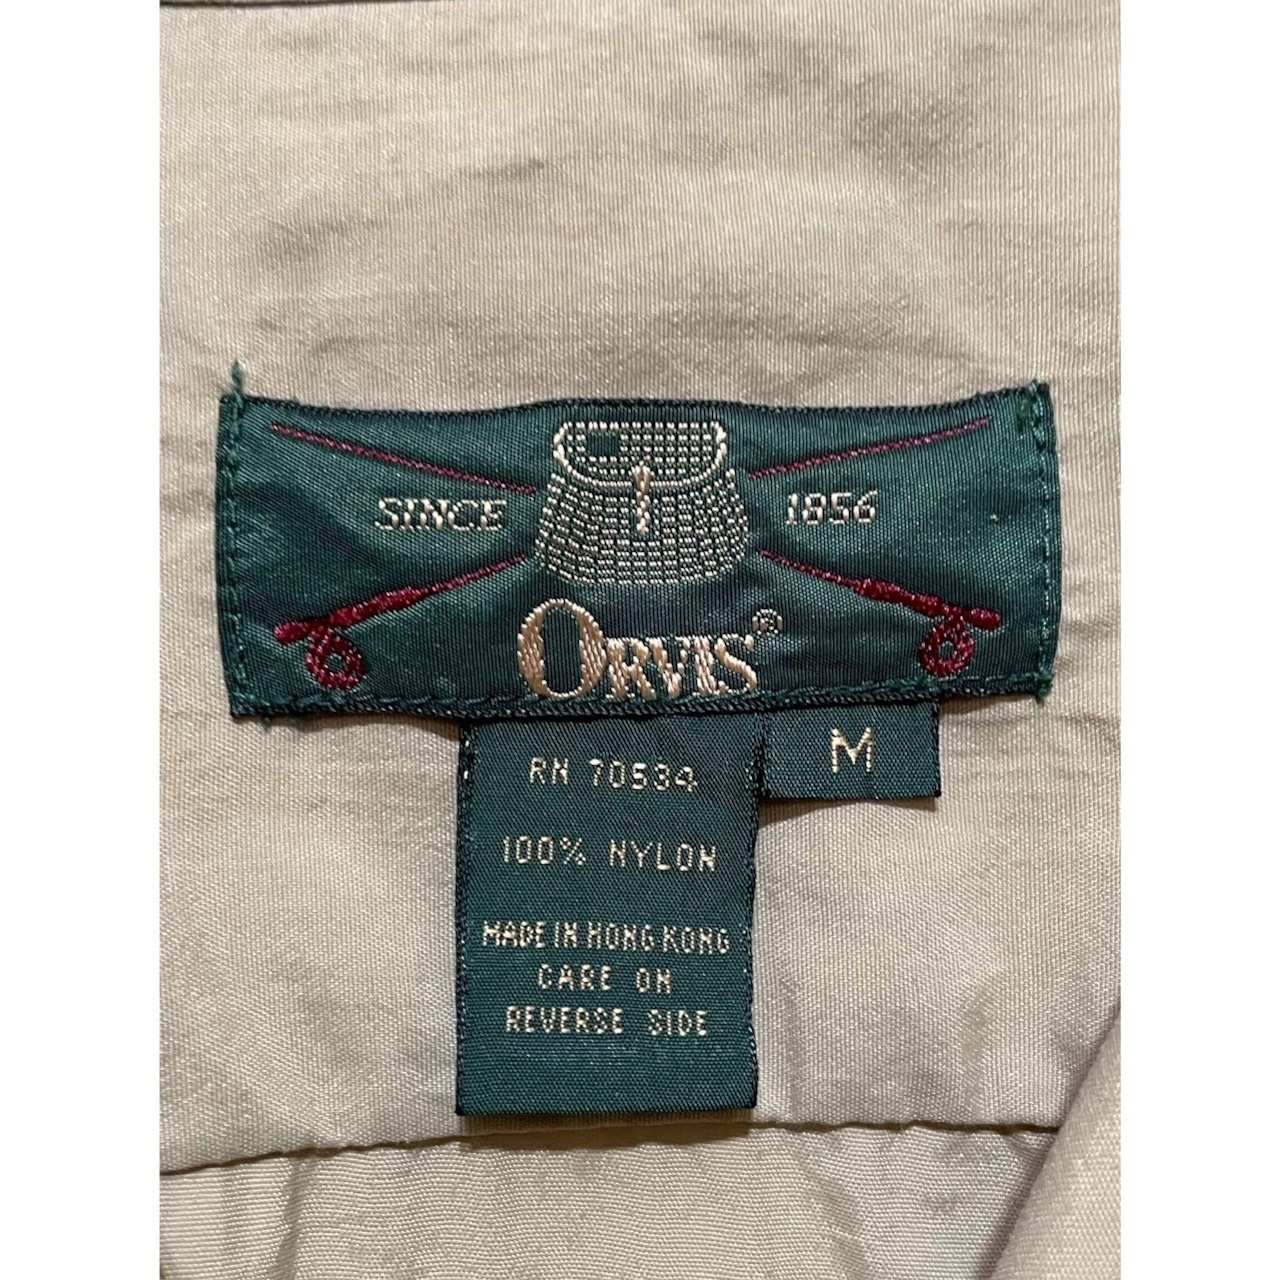 SINCE 1856
ORVIS®
M
RN 70534
100% NYLON
MADE IN HONG KONG
CARE ON
REVERSE SIDE